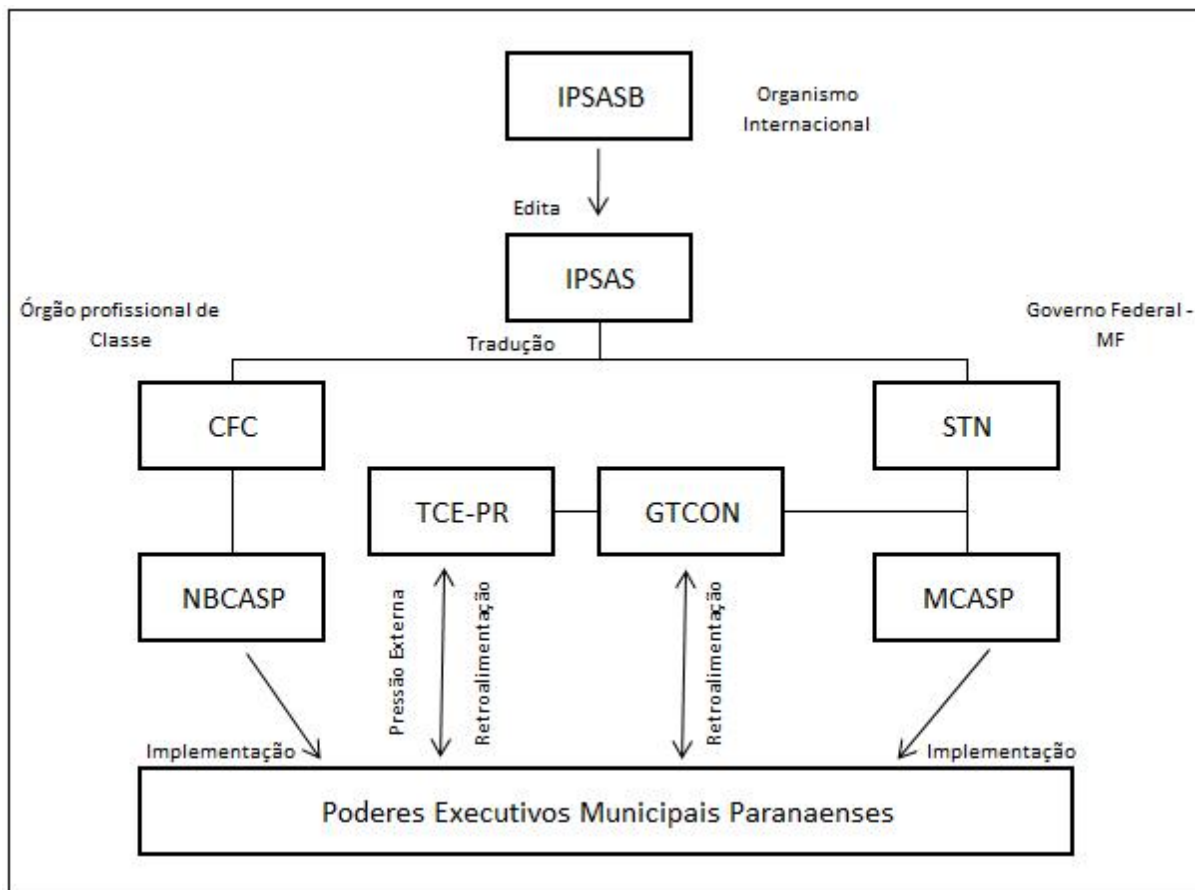 IPSASB
Organismo
Internacional
Edita
IPSAS
Órgão profissional de
Classe
Tradução
Governo Federal -
MF
CFC
STN
TCE-PR
GTCON
NBCASP
MCASP
Pressão Externa
Retroalimentação
Retroalimentação
Implementação
Implementação
Poderes Executivos Municipais Paranaenses